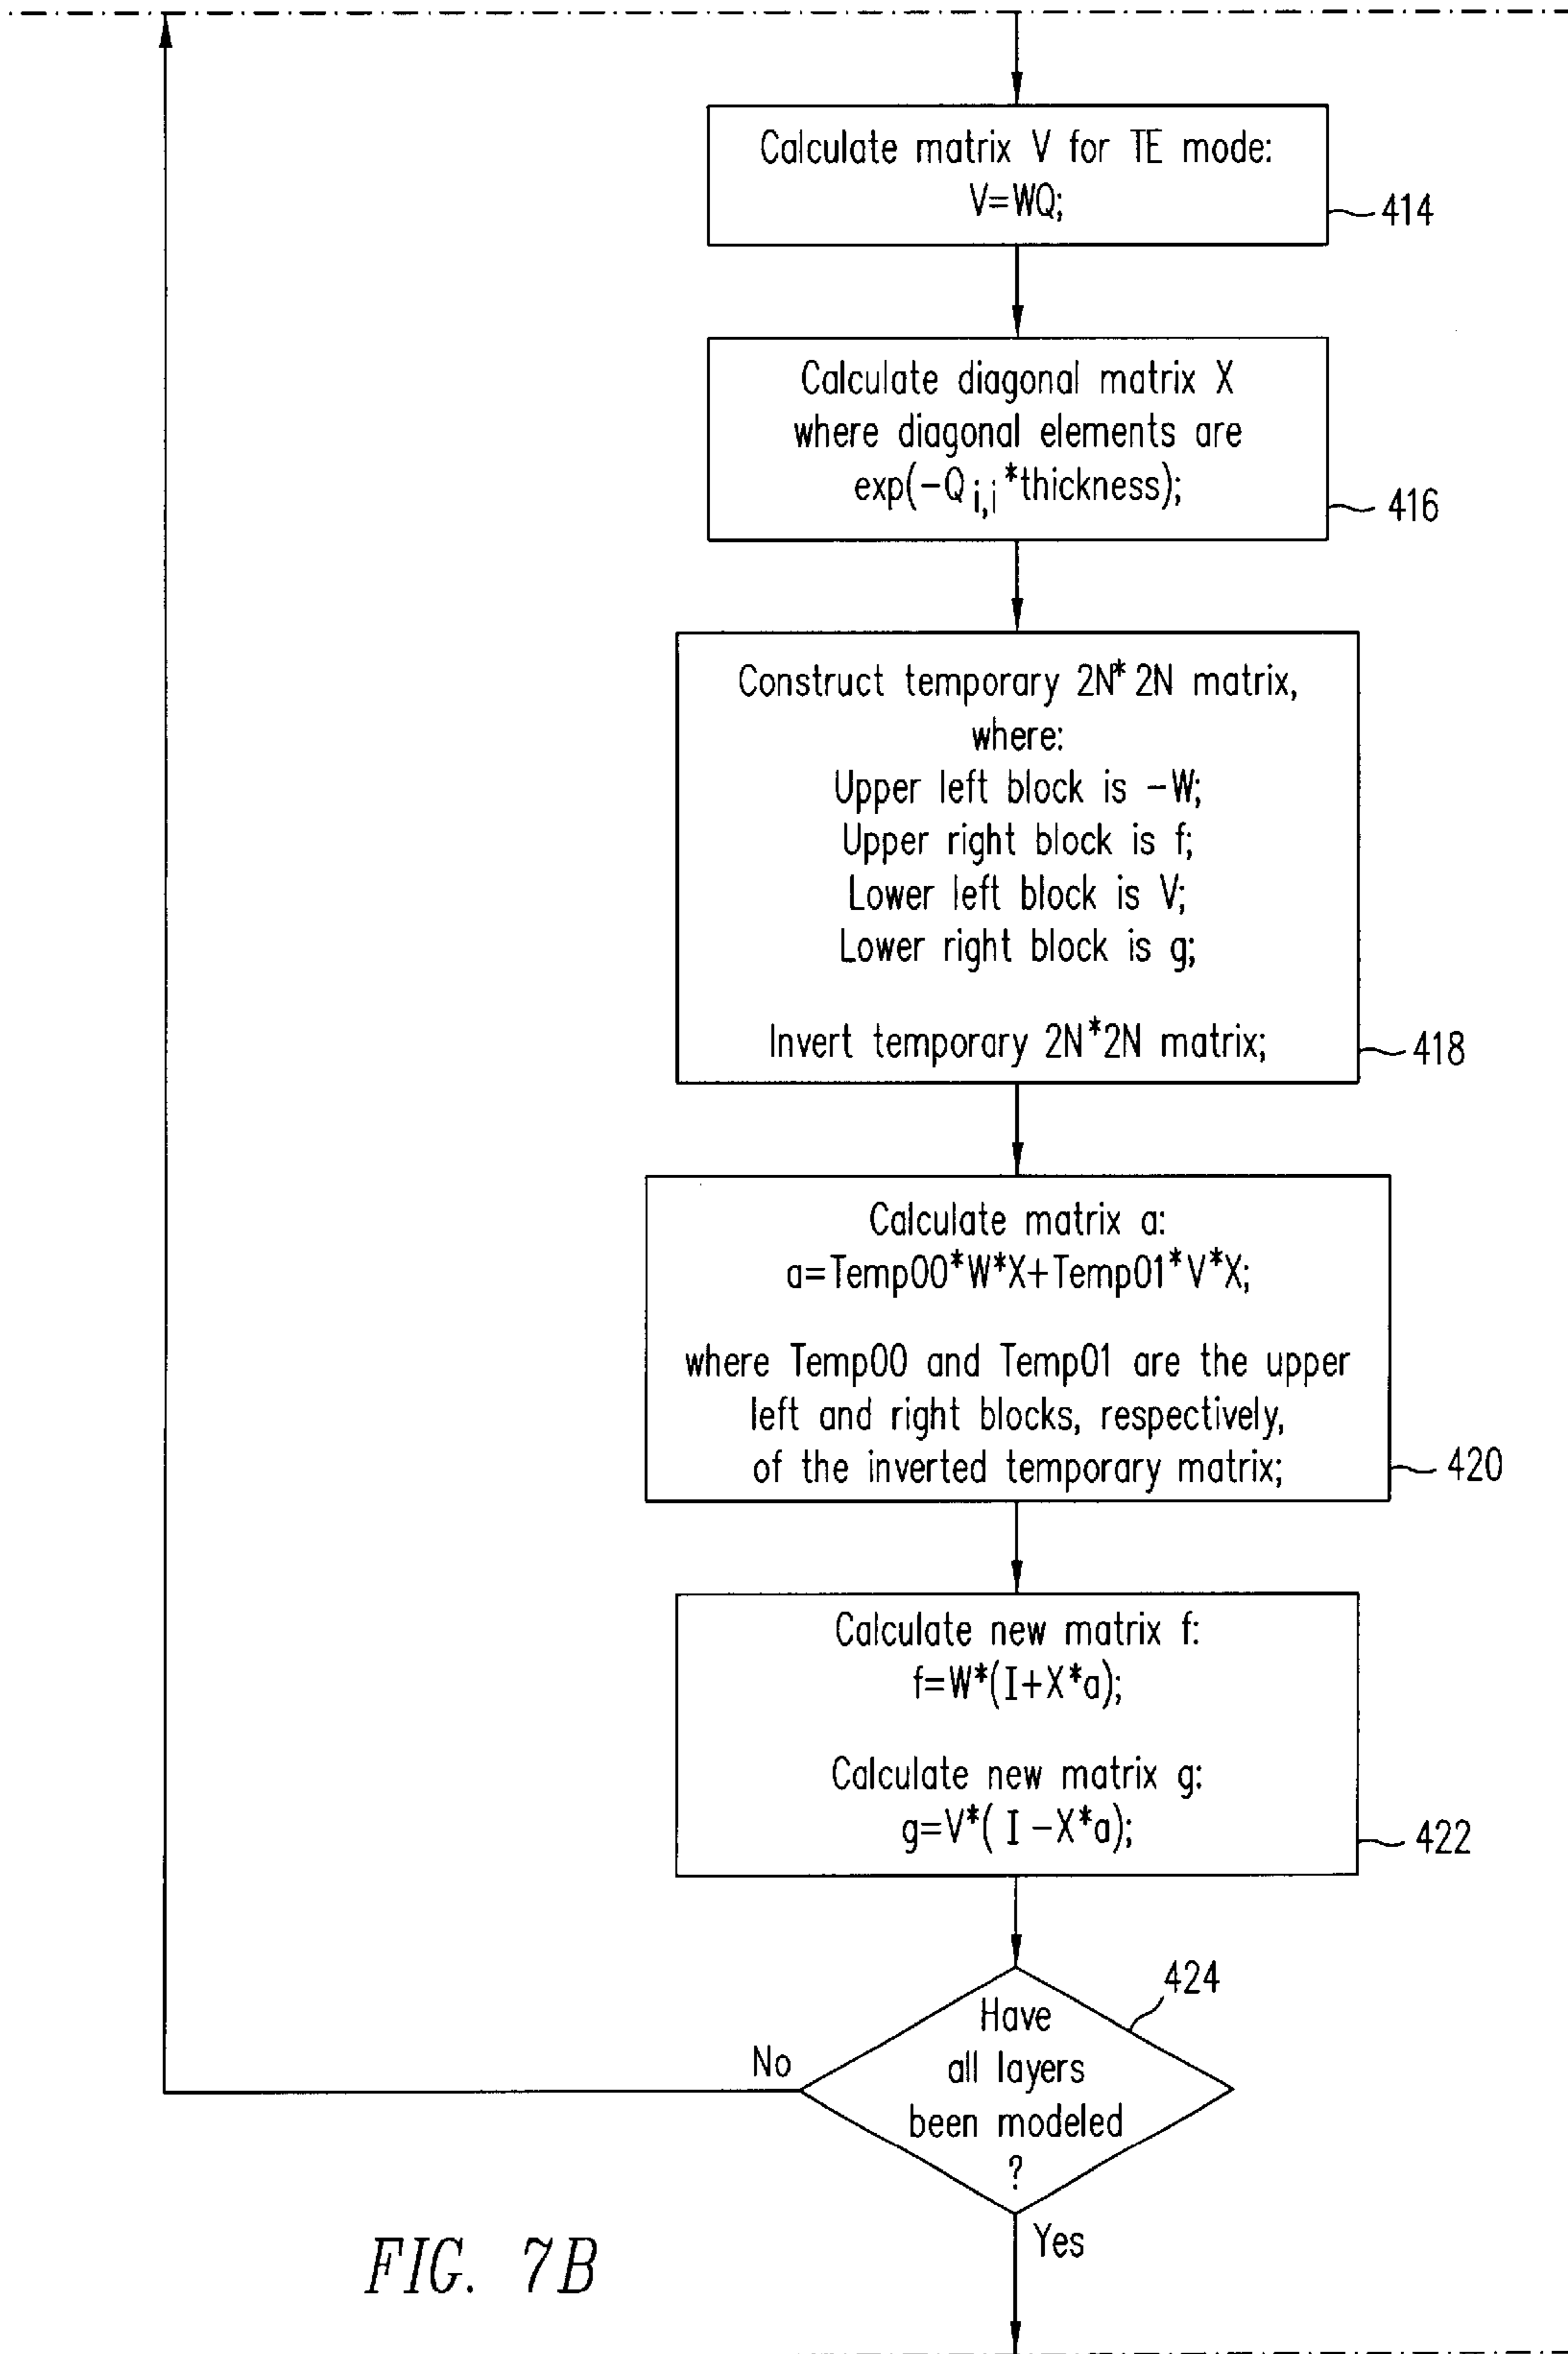 Calculate matrix V for TE mode:
V=WQ;
414
Calculate diagonal matrix X
where diagonal elements are
exp(-Q i,i *thickness);
416
Construct temporary 2N* 2N matrix,
where:
Upper left block is -W;
Upper right block is f;
Lower left block is V;
Lower right block is g;
Invert temporary 2N*2N matrix;
418
Calculate matrix a:
a=Temp00*W*X+Temp01*V*X;
where Temp00 and Temp01 are the upper
left and right blocks, respectively,
of the inverted temporary matrix;
420
Calculate new matrix f:
f=W*(I+X*a);
Calculate new matrix g:
g=V*( I -X*a);
422
424
Have
all layers
been modeled
?
No
Yes
FIG. 7B